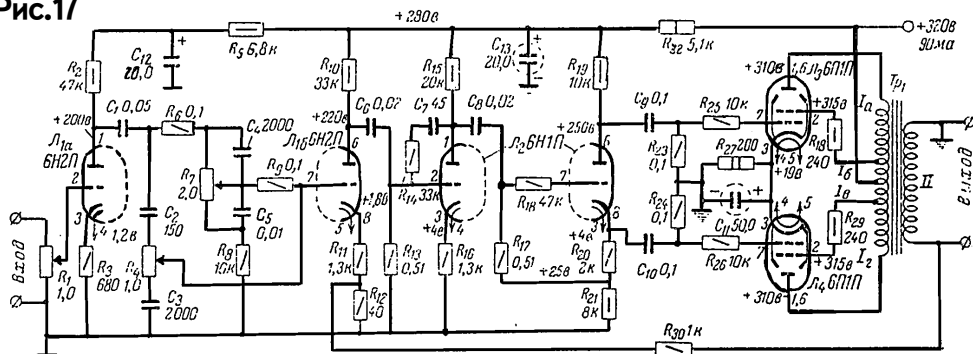 Рис.17
+290в
+320в
90ма
R5 6,8к
R32 5,1к
C12
20,0
+
C13
20,0
+
R2
47к
R10
33к
R15
20к
R19
10к
+310в
1,6
Л3 6П1П
Тр1
+200в
C1 0,05
R6 0,1
C4 2000
+220в
C6 0,02
C7 45
C8 0,02
+250в
C9 0,1
R25 10к
+315в
R18
240
Iа
Iб
Iв
Iг
Л1а
6Н2П
R7
2,0
R9 0,1
Л1б 6Н2П
R14
33к
Л2 6Н1П
R18 47к
R23
0,1
R27 200
+19в
R24
0,1
C11 50,0
+
II
выход
вход
R1
1,0
1,2в
R3
680
C2
150
R4
1,0
C3
2000
C5
0,01
R8
10к
+1,8в
R11
1,3к
R12
40
R13
0,51
+4в
R16
1,3к
R17
0,51
+25в
+4в
R20
2к
R21
8к
C10 0,1
R26 10к
R29
240
+315в
Л4
6П1П
+310в
1,6
R30 1к